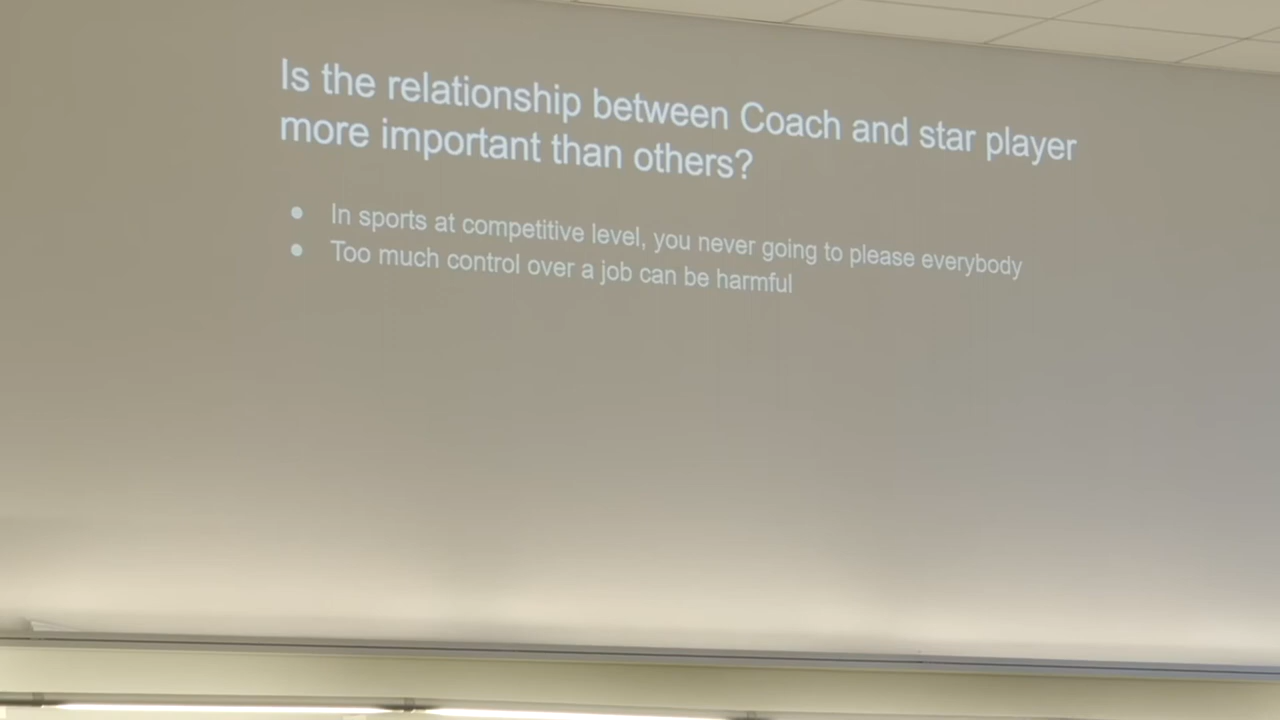 Is the relationship between Coach and star player
more important than others?
● In sports at competitive level, you never going to please everybody
● Too much control over a job can be harmful